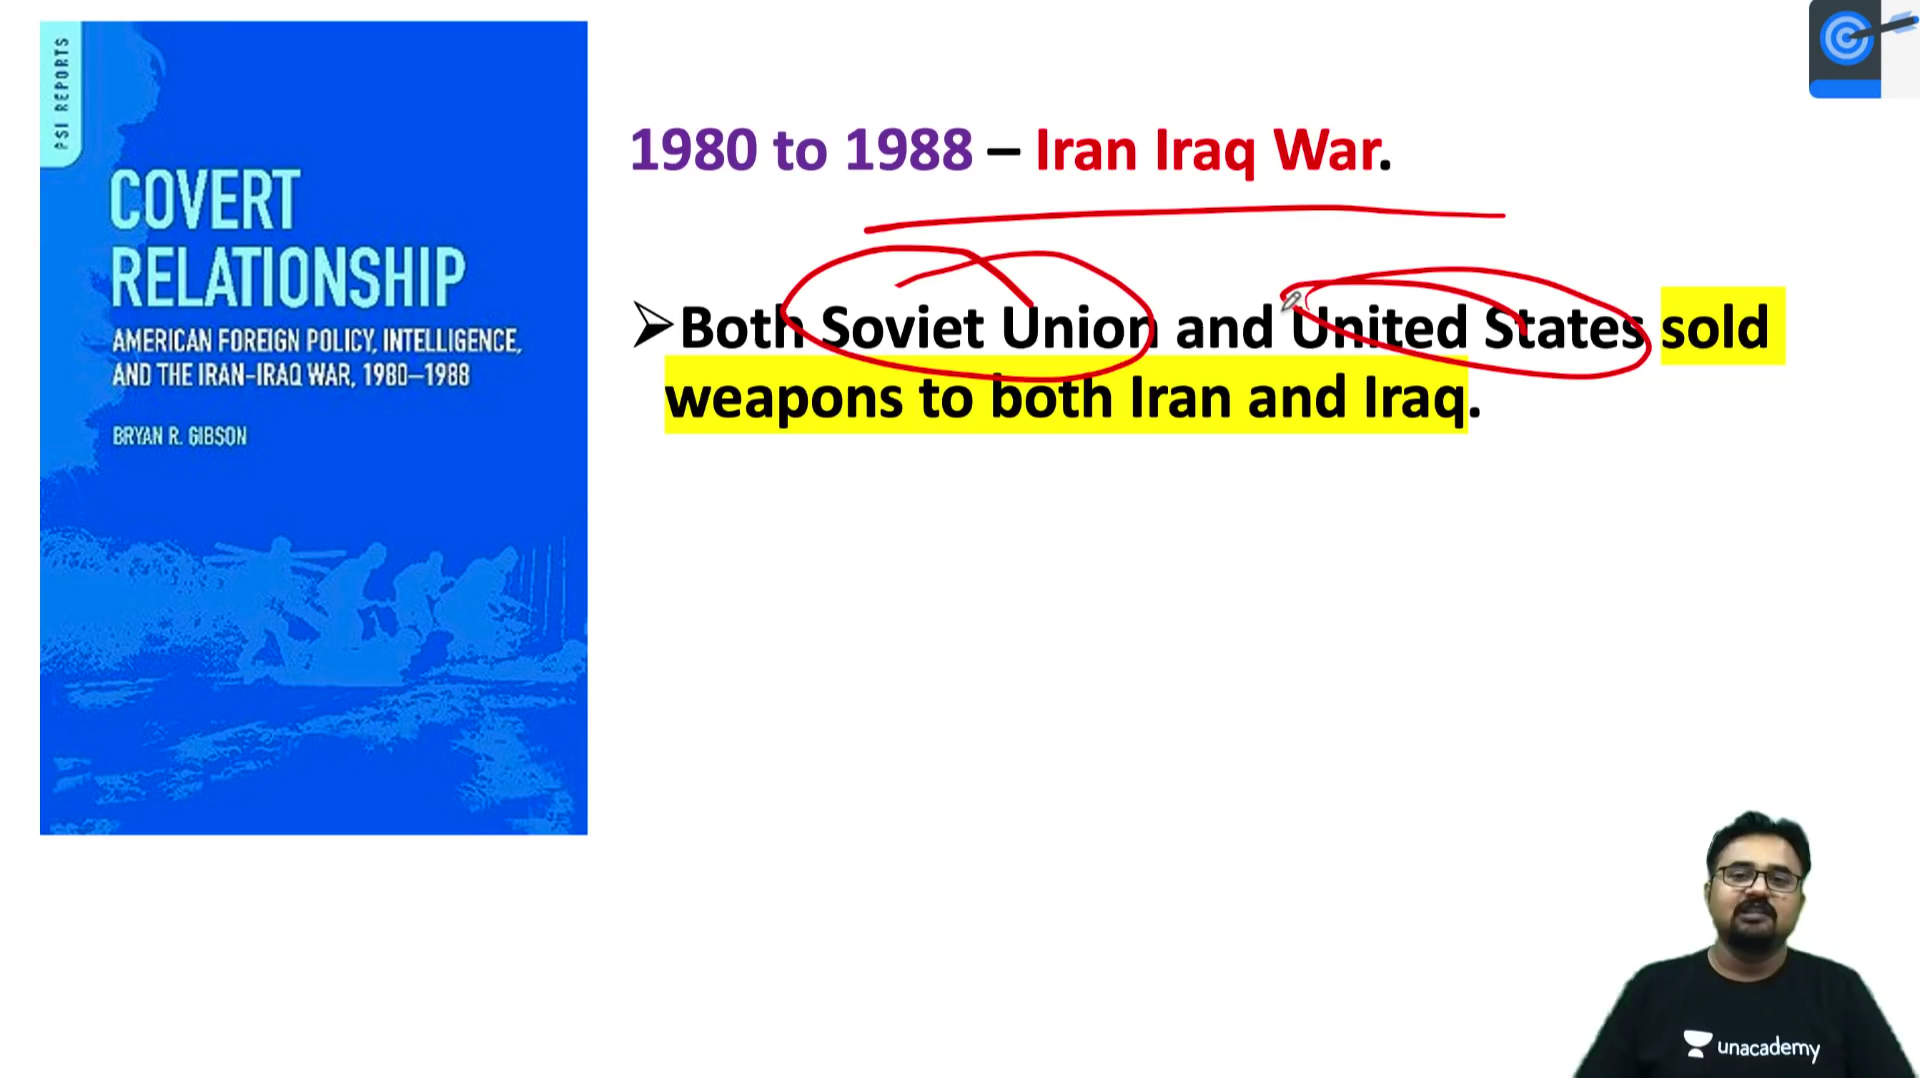 PSI REPORTS
COVERT
RELATIONSHIP
AMERICAN FOREIGN POLICY, INTELLIGENCE,
AND THE IRAN–IRAQ WAR, 1980–1988
BRYAN R. GIBSON
1980 to 1988 – Iran Iraq War.
➢Both Soviet Union and United States sold
weapons to both Iran and Iraq.
unacademy